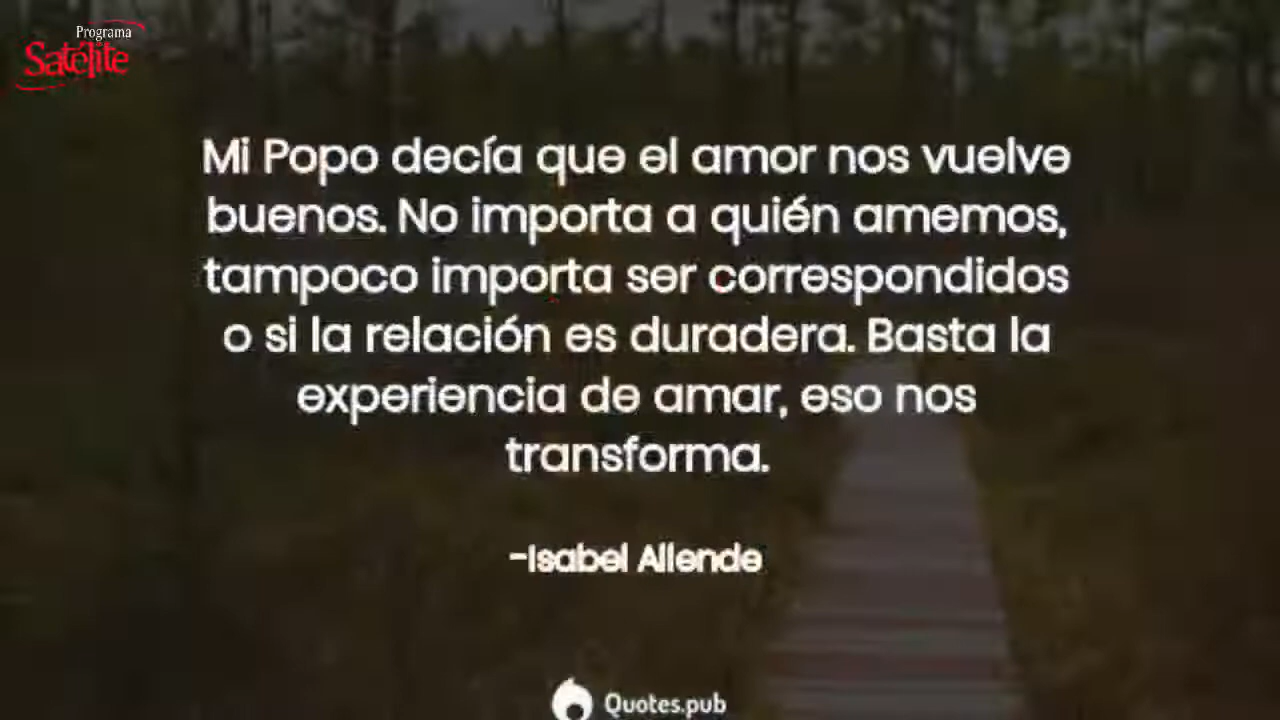 Programa
Satélite
Mi Popo decía que el amor nos vuelve
buenos. No importa a quién amemos,
tampoco importa ser correspondidos
o si la relación es duradera. Basta la
experiencia de amar, eso nos
transforma.
-Isabel Allende
Quotes.pub